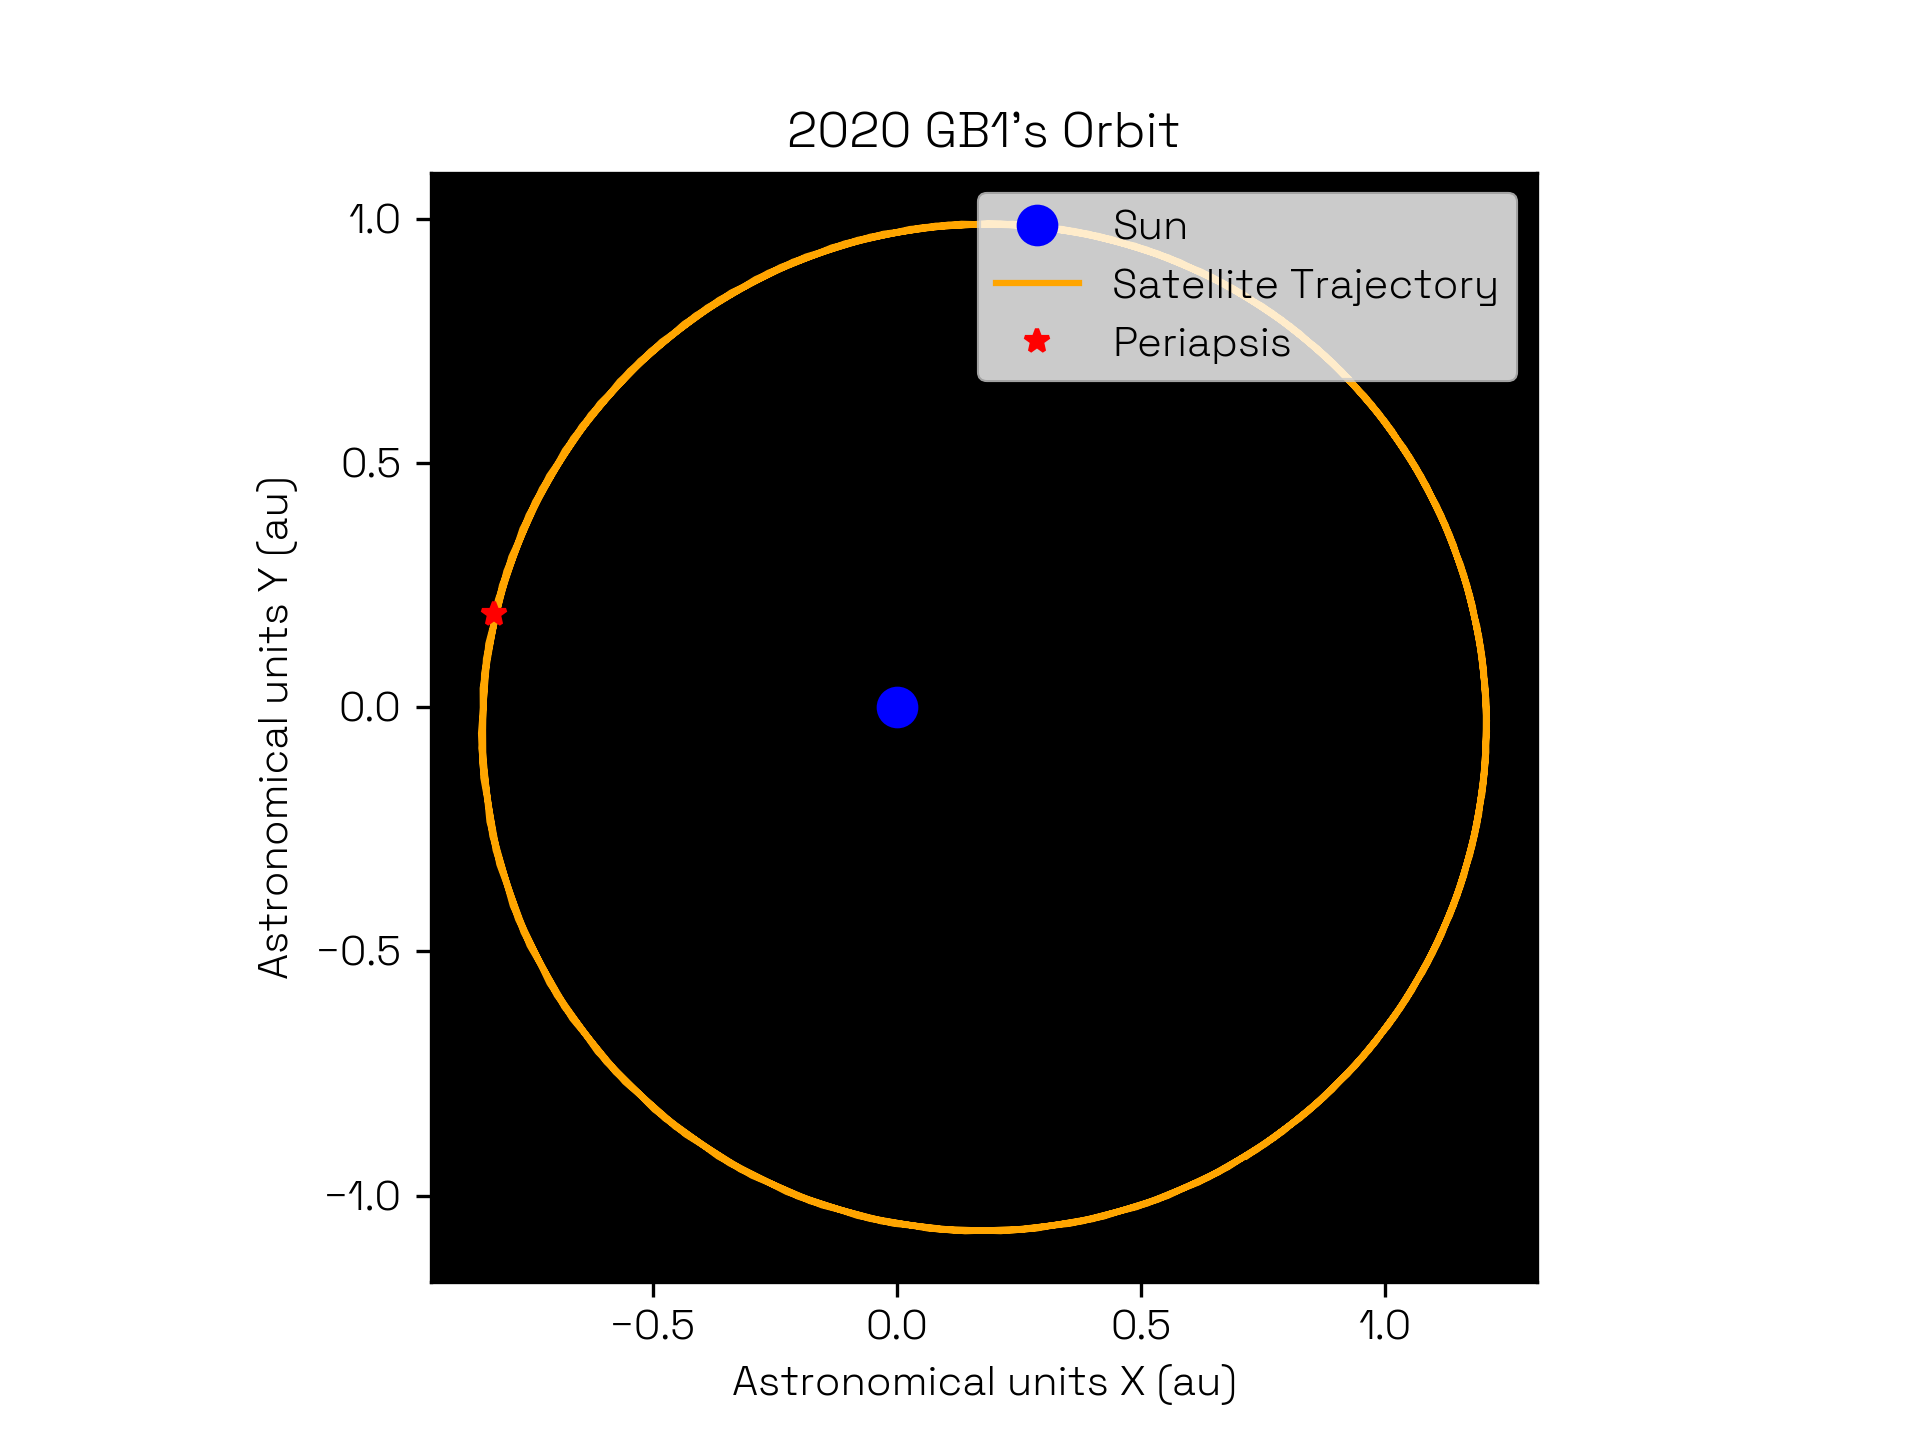 2020 GB1's Orbit
Sun
Satellite Trajectory
Periapsis
1.0
0.5
0.0
−0.5
−1.0
Astronomical units Y (au)
−0.5 0.0 0.5 1.0
Astronomical units X (au)